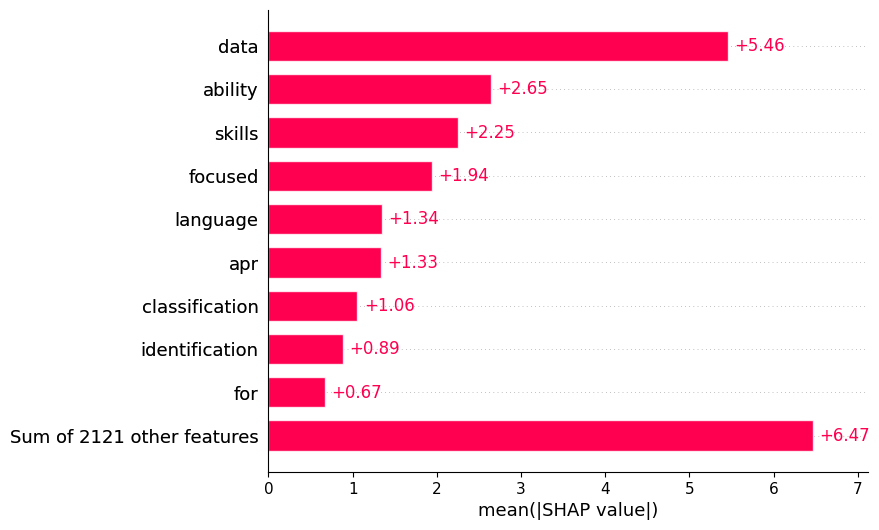 data +5.46
ability +2.65
skills +2.25
focused +1.94
language +1.34
apr +1.33
classification +1.06
identification +0.89
for +0.67
Sum of 2121 other features +6.47
0 1 2 3 4 5 6 7
mean(|SHAP value|)